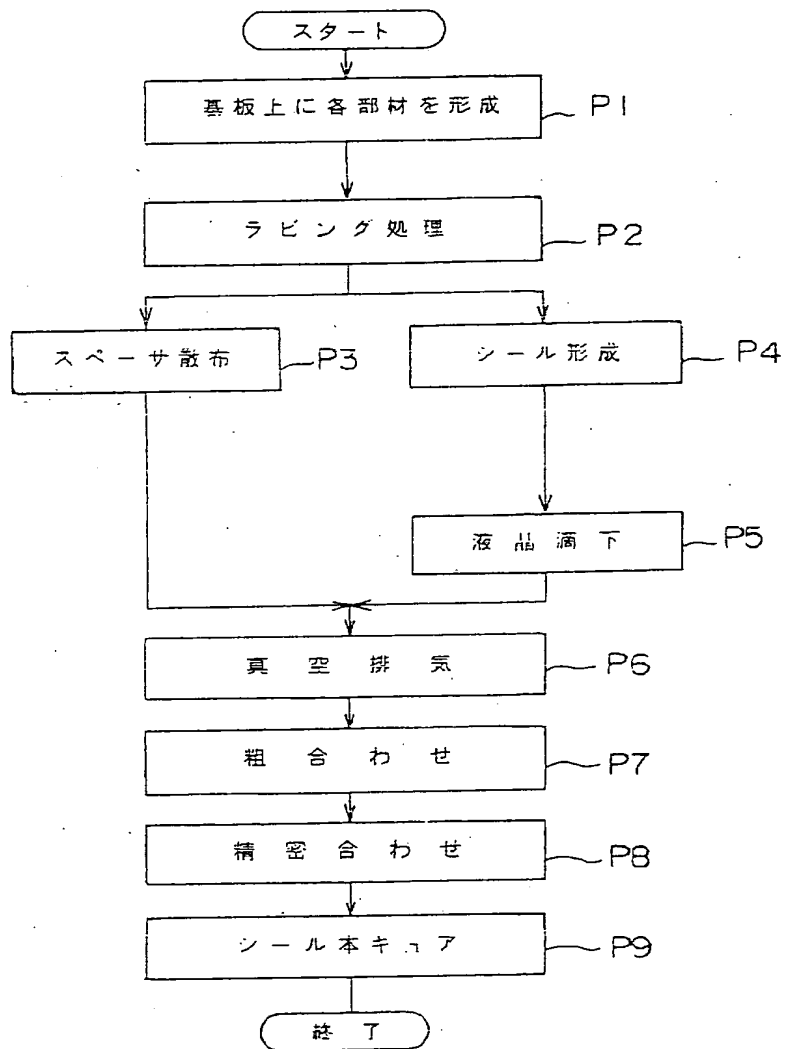 スタート
基板上に各部材を形成 P1
ラビング処理 P2
スペーサ散布 P3
シール形成 P4
液晶滴下 P5
真空排気 P6
粗合わせ P7
精密合わせ P8
シール本キュア P9
終了